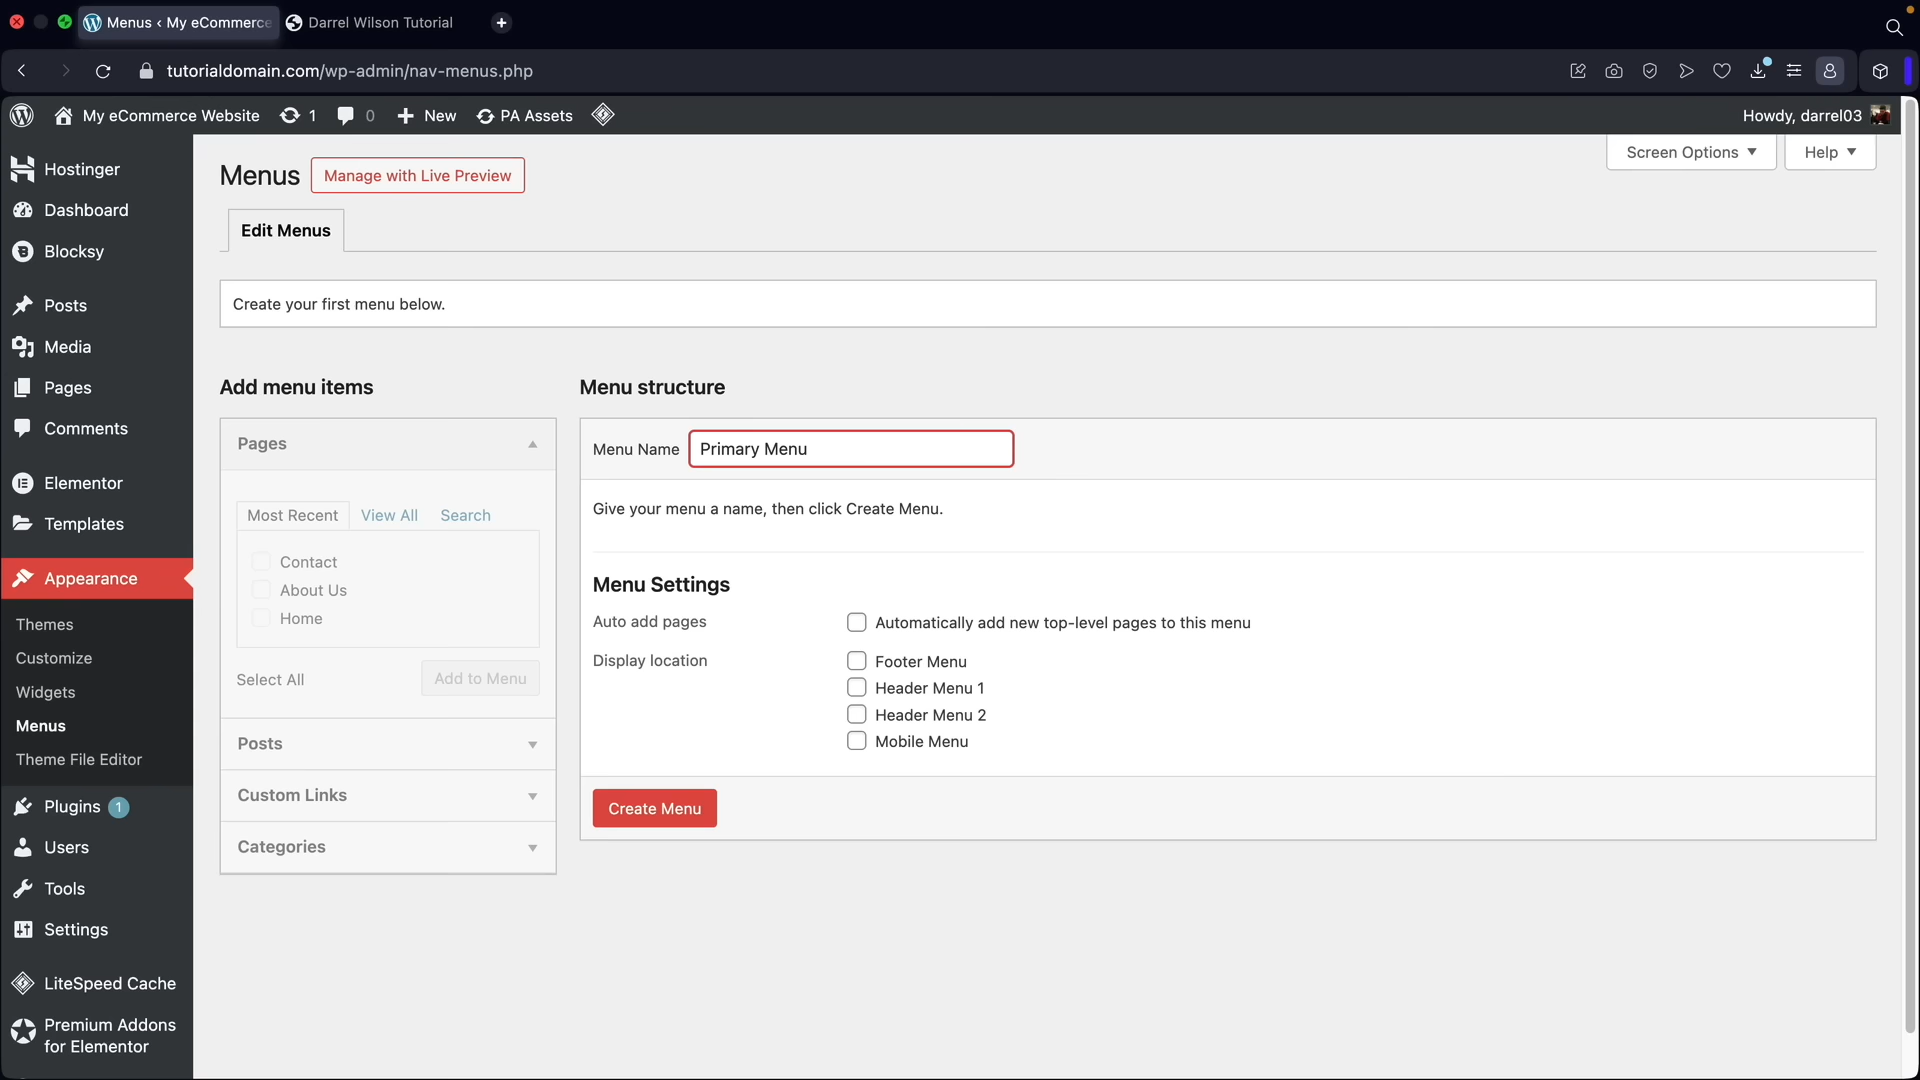 Menus ‹ My eCommerce
Darrel Wilson Tutorial
tutorialdomain.com/wp-admin/nav-menus.php
My eCommerce Website
1
0
New
PA Assets
Howdy, darrel03
Hostinger
Dashboard
Blocksy
Posts
Media
Pages
Comments
Elementor
Templates
Appearance
Themes
Customize
Widgets
Menus
Theme File Editor
Plugins 1
Users
Tools
Settings
LiteSpeed Cache
Premium Addons
for Elementor
Screen Options
Help
Menus
Manage with Live Preview
Edit Menus
Create your first menu below.
Add menu items
Pages
Most Recent
View All
Search
Contact
About Us
Home
Select All
Add to Menu
Posts
Custom Links
Categories
Menu structure
Menu Name
Primary Menu
Give your menu a name, then click Create Menu.
Menu Settings
Auto add pages
Automatically add new top-level pages to this menu
Display location
Footer Menu
Header Menu 1
Header Menu 2
Mobile Menu
Create Menu